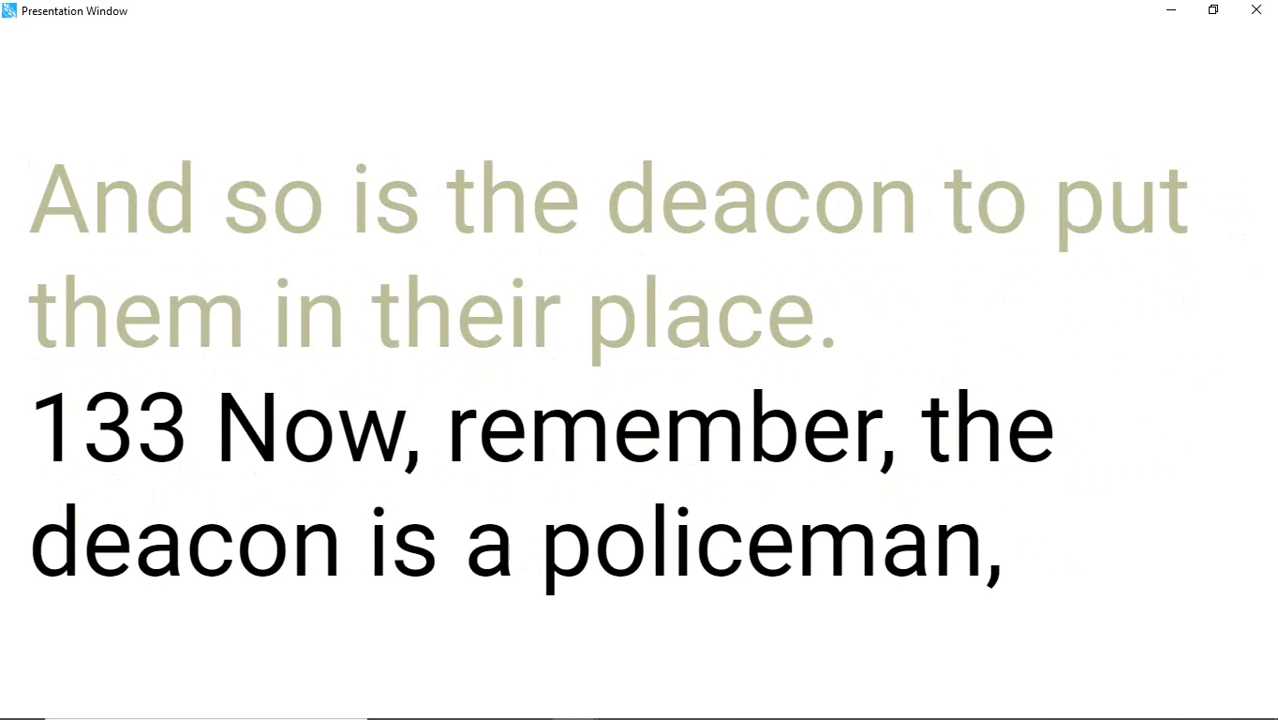 Presentation Window
And so is the deacon to put
them in their place.
133 Now, remember, the
deacon is a policeman,